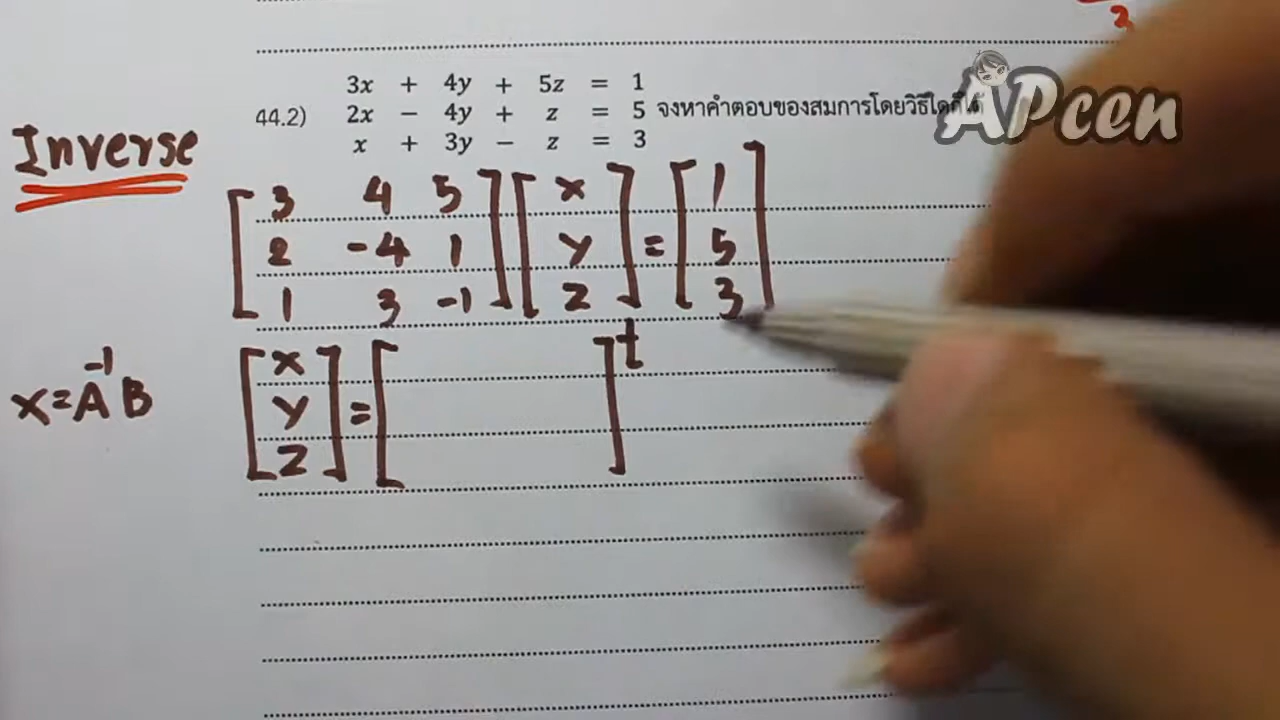 3
3x + 4y + 5z = 1
44.2) 2x - 4y + z = 5 จงหาคำตอบของสมการโดยวิธีใดก็ได้
x + 3y - z = 3
APcen
Inverse
[3 4 5] [x] = [1]
[2 -4 1] [y] = [5]
[1 3 -1] [z] = [3]
x = A⁻¹B
[x] = [ ]ᵗ
[y]
[z]